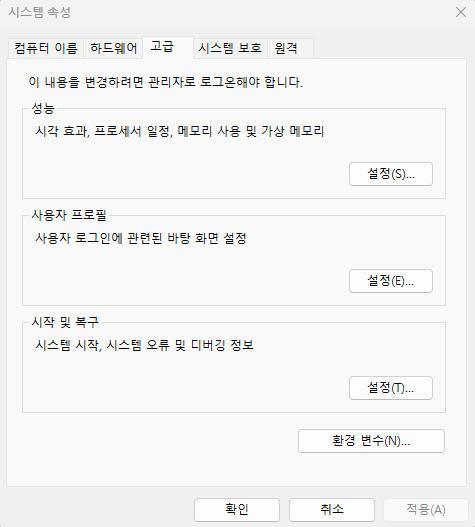 시스템 속성
컴퓨터 이름 하드웨어 고급 시스템 보호 원격
이 내용을 변경하려면 관리자로 로그온해야 합니다.
성능
시각 효과, 프로세서 일정, 메모리 사용 및 가상 메모리
설정(S)...
사용자 프로필
사용자 로그인에 관련된 바탕 화면 설정
설정(E)...
시작 및 복구
시스템 시작, 시스템 오류 및 디버깅 정보
설정(T)...
환경 변수(N)...
확인 취소 적용(A)